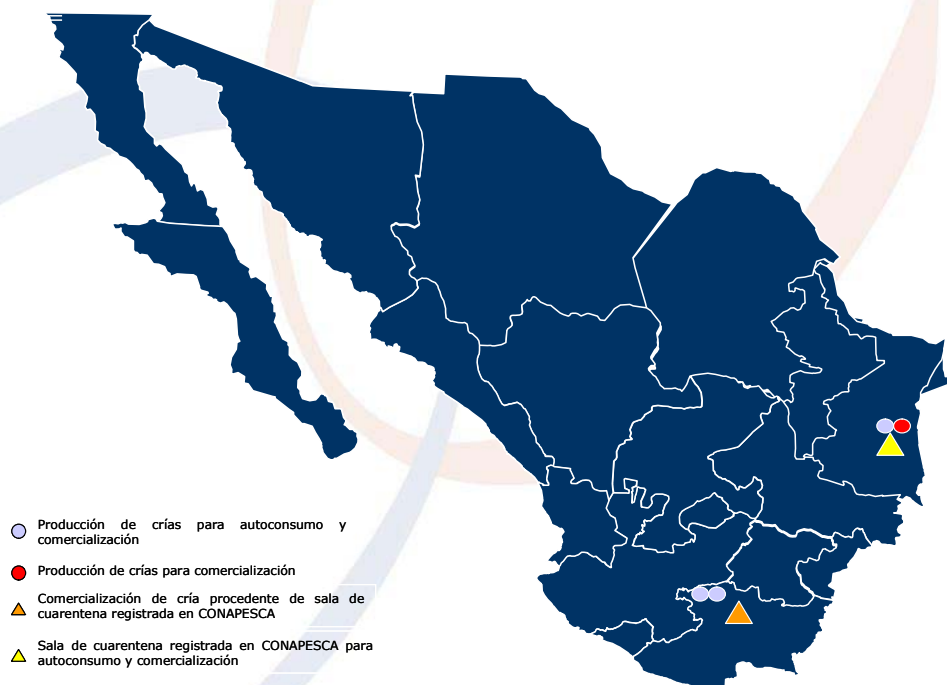 Producción de crías para autoconsumo y
comercialización
Producción de crías para comercialización
Comercialización de cría procedente de sala de
cuarentena registrada en CONAPESCA
Sala de cuarentena registrada en CONAPESCA para
autoconsumo y comercialización